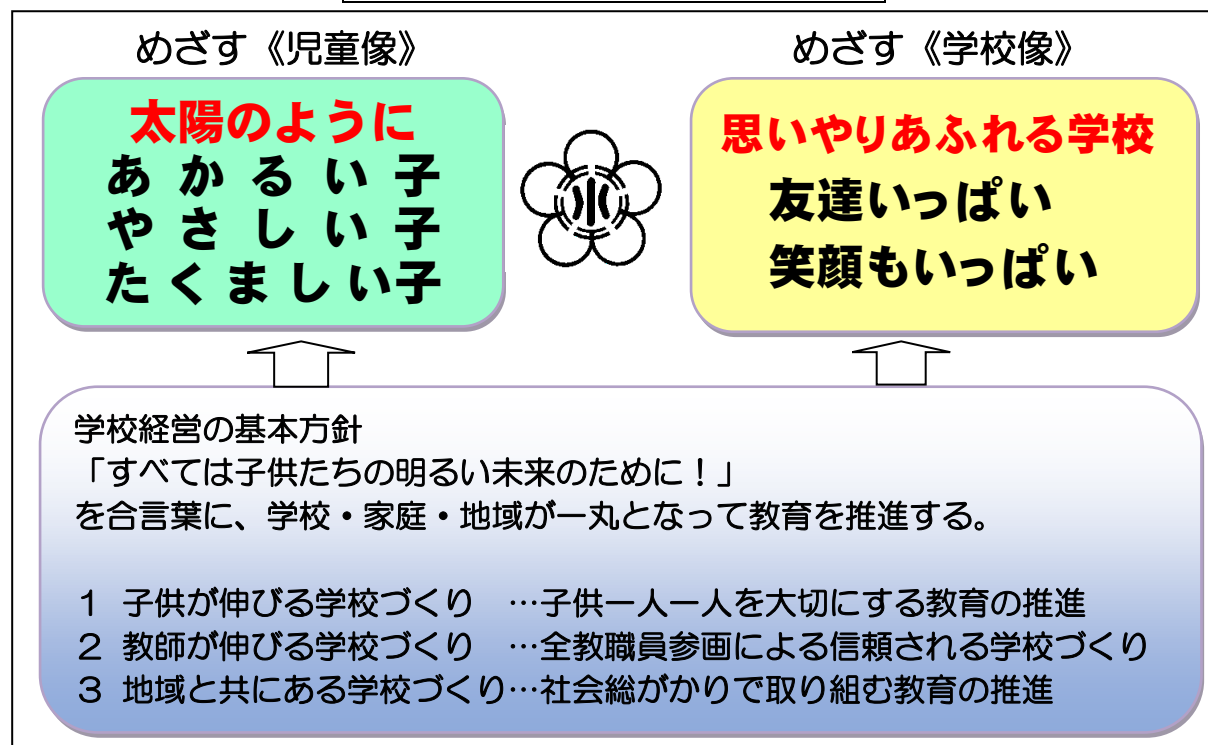 めざす《児童像》
太陽のように
あかるい子
やさしい子
たくましい子
小
めざす《学校像》
思いやりあふれる学校
友達いっぱい
笑顔もいっぱい
学校経営の基本方針
「すべては子供たちの明るい未来のために！」
を合言葉に、学校・家庭・地域が一丸となって教育を推進する。
１ 子供が伸びる学校づくり …子供一人一人を大切にする教育の推進
２ 教師が伸びる学校づくり …全教職員参画による信頼される学校づくり
３ 地域と共にある学校づくり…社会総がかりで取り組む教育の推進